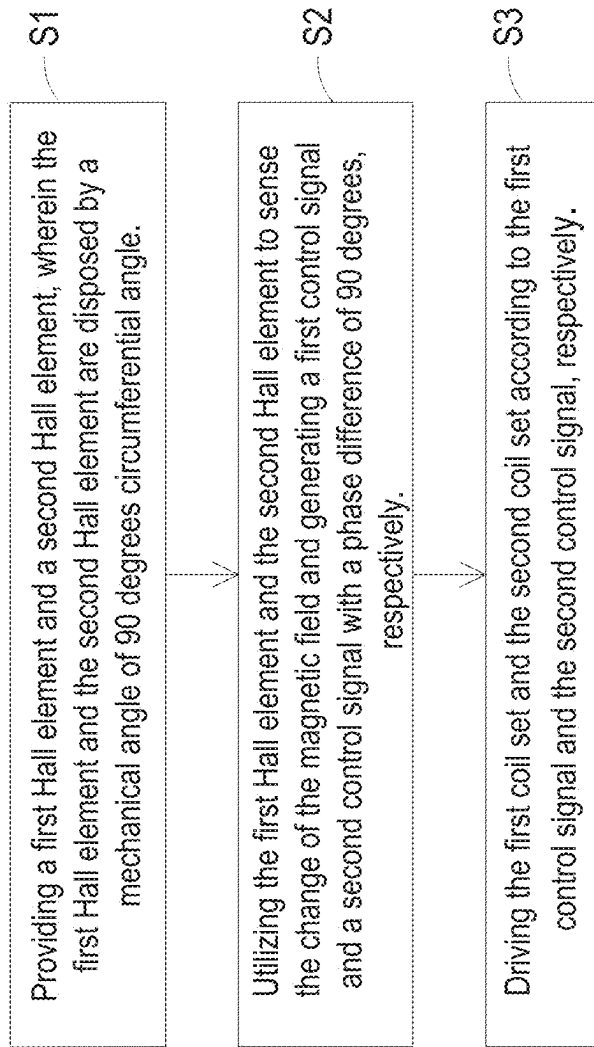 Providing a first Hall element and a second Hall element, wherein the
first Hall element and the second Hall element are disposed by a
mechanical angle of 90 degrees circumferential angle.
S1
Utilizing the first Hall element and the second Hall element to sense
the change of the magnetic field and generating a first control signal
and a second control signal with a phase difference of 90 degrees,
respectively.
S2
Driving the first coil set and the second coil set according to the first
control signal and the second control signal, respectively.
S3